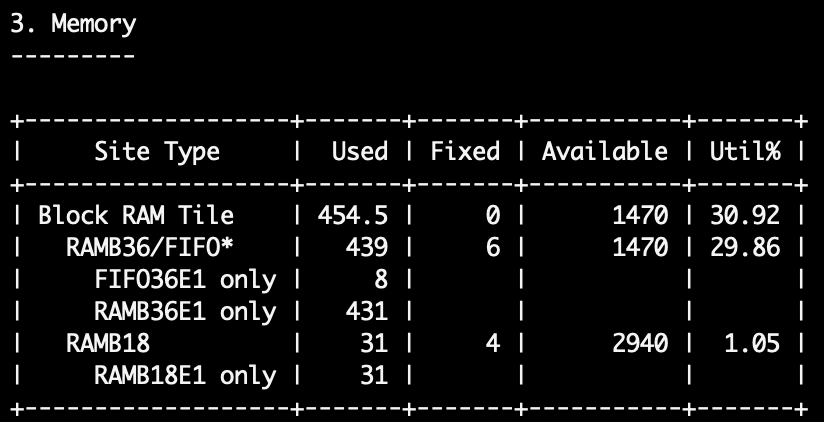 3. Memory
---------

+-------------------+-------+-------+-----------+-------+
|     Site Type     |  Used | Fixed | Available | Util% |
+-------------------+-------+-------+-----------+-------+
| Block RAM Tile    | 454.5 |     0 |      1470 | 30.92 |
|   RAMB36/FIFO*    |   439 |     6 |      1470 | 29.86 |
|     FIFO36E1 only |     8 |       |           |       |
|     RAMB36E1 only |   431 |       |           |       |
|   RAMB18          |    31 |     4 |      2940 |  1.05 |
|     RAMB18E1 only |    31 |       |           |       |
+-------------------+-------+-------+-----------+-------+